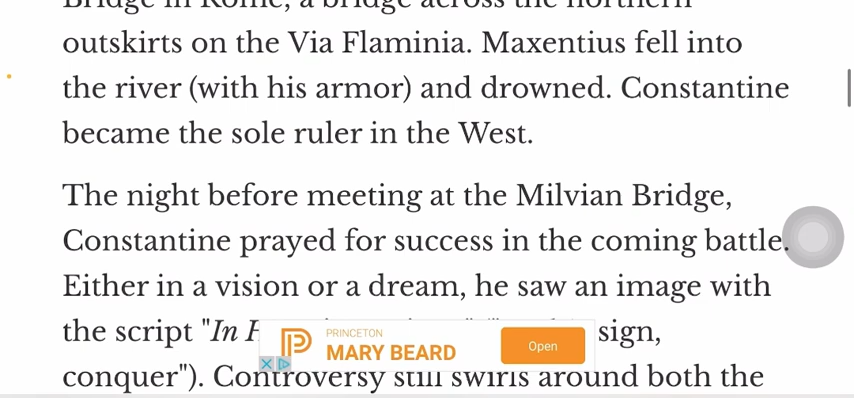 outskirts on the Via Flaminia. Maxentius fell into
the river (with his armor) and drowned. Constantine
became the sole ruler in the West.
The night before meeting at the Milvian Bridge,
Constantine prayed for success in the coming battle.
Either in a vision or a dream, he saw an image with
the script "In sign,
PRINCETON
MARY BEARD
Open
conquer"). Controversy still swirls around both the